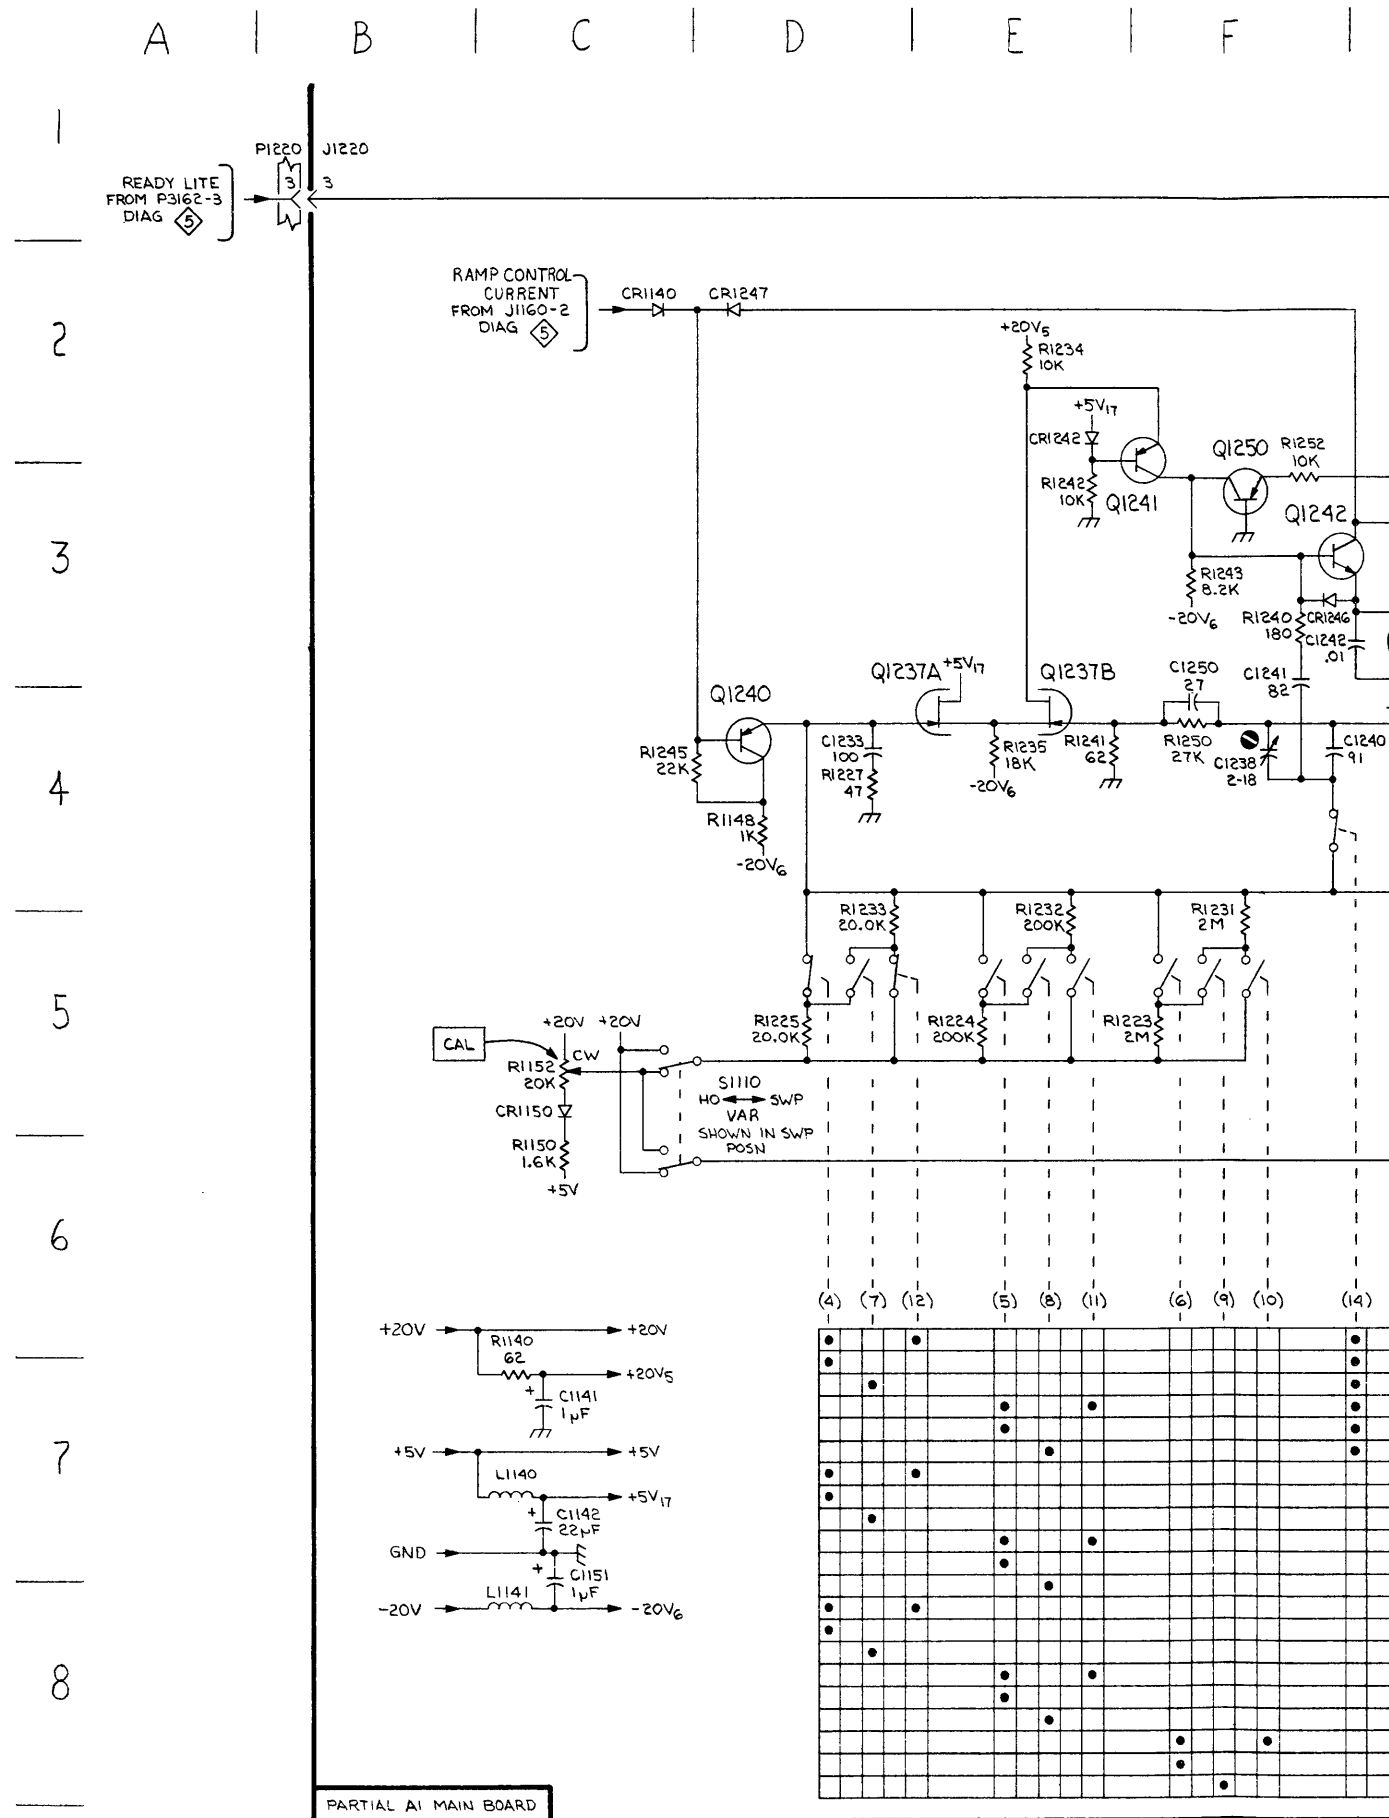 A B C D E F
1
P1220 J1220
READY LITE
FROM P3162-3
DIAG 5
3 3
RAMP CONTROL
CURRENT
FROM J1160-2
DIAG 5
CR1140 CR1247
2
+20V5
R1234
10K
+5V17
CR1242
R1242
10K
Q1241
Q1250
R1252
10K
Q1242
3
R1243
8.2K
-20V6
R1240
180
CR1246
C1242
.01
C1241
82
Q1237A
+5V17
Q1237B
C1250
27
R1250
27K
Q1240
R1245
22K
C1233
100
R1227
47
R1235
18K
-20V6
R1241
62
C1238
2-18
C1240
91
4
R1148
1K
-20V6
R1233
20.0K
R1232
200K
R1231
2M
5
R1225
20.0K
R1224
200K
R1223
2M
CAL
+20V +20V
CW
R1152
20K
CR1150
R1150
1.6K
+5V
S1110
HO SWP
VAR
SHOWN IN SWP
POSN
6
(4) (7) (12) (5) (8) (11) (6) (9) (10) (14)
+20V +20V
R1140
62
+20V5
+ C1141
1µF
7
+5V +5V
L1140
+5V17
+ C1142
22µF
GND
+ C1151
1µF
L1141
-20V -20V6
8
PARTIAL A1 MAIN BOARD